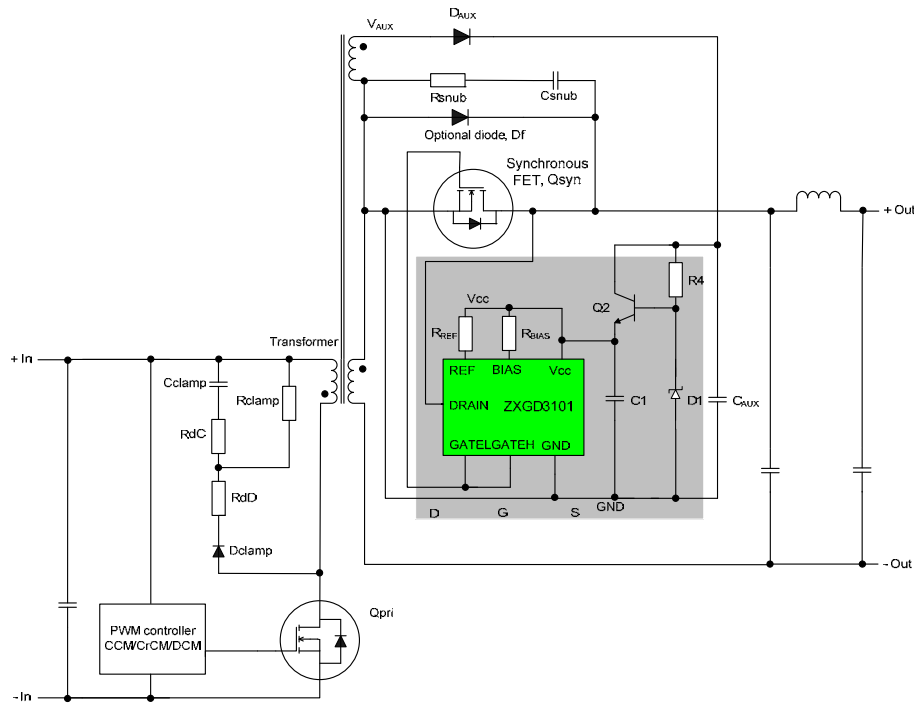 DAUX
VAUX
Rsnub
Csnub
Optional diode, Df
Synchronous
FET, Qsyn
+ Out
Vcc
Q2
R4
RREF
RBIAS
Transformer
+ In
Cclamp
Rclamp
REF
BIAS
Vcc
DRAIN
ZXGD3101
C1
D1
CAUX
RdC
GATEL
GATEH
GND
RdD
GND
D
G
S
Dclamp
- Out
Qpri
PWM controller
CCM/CrCM/DCM
- In